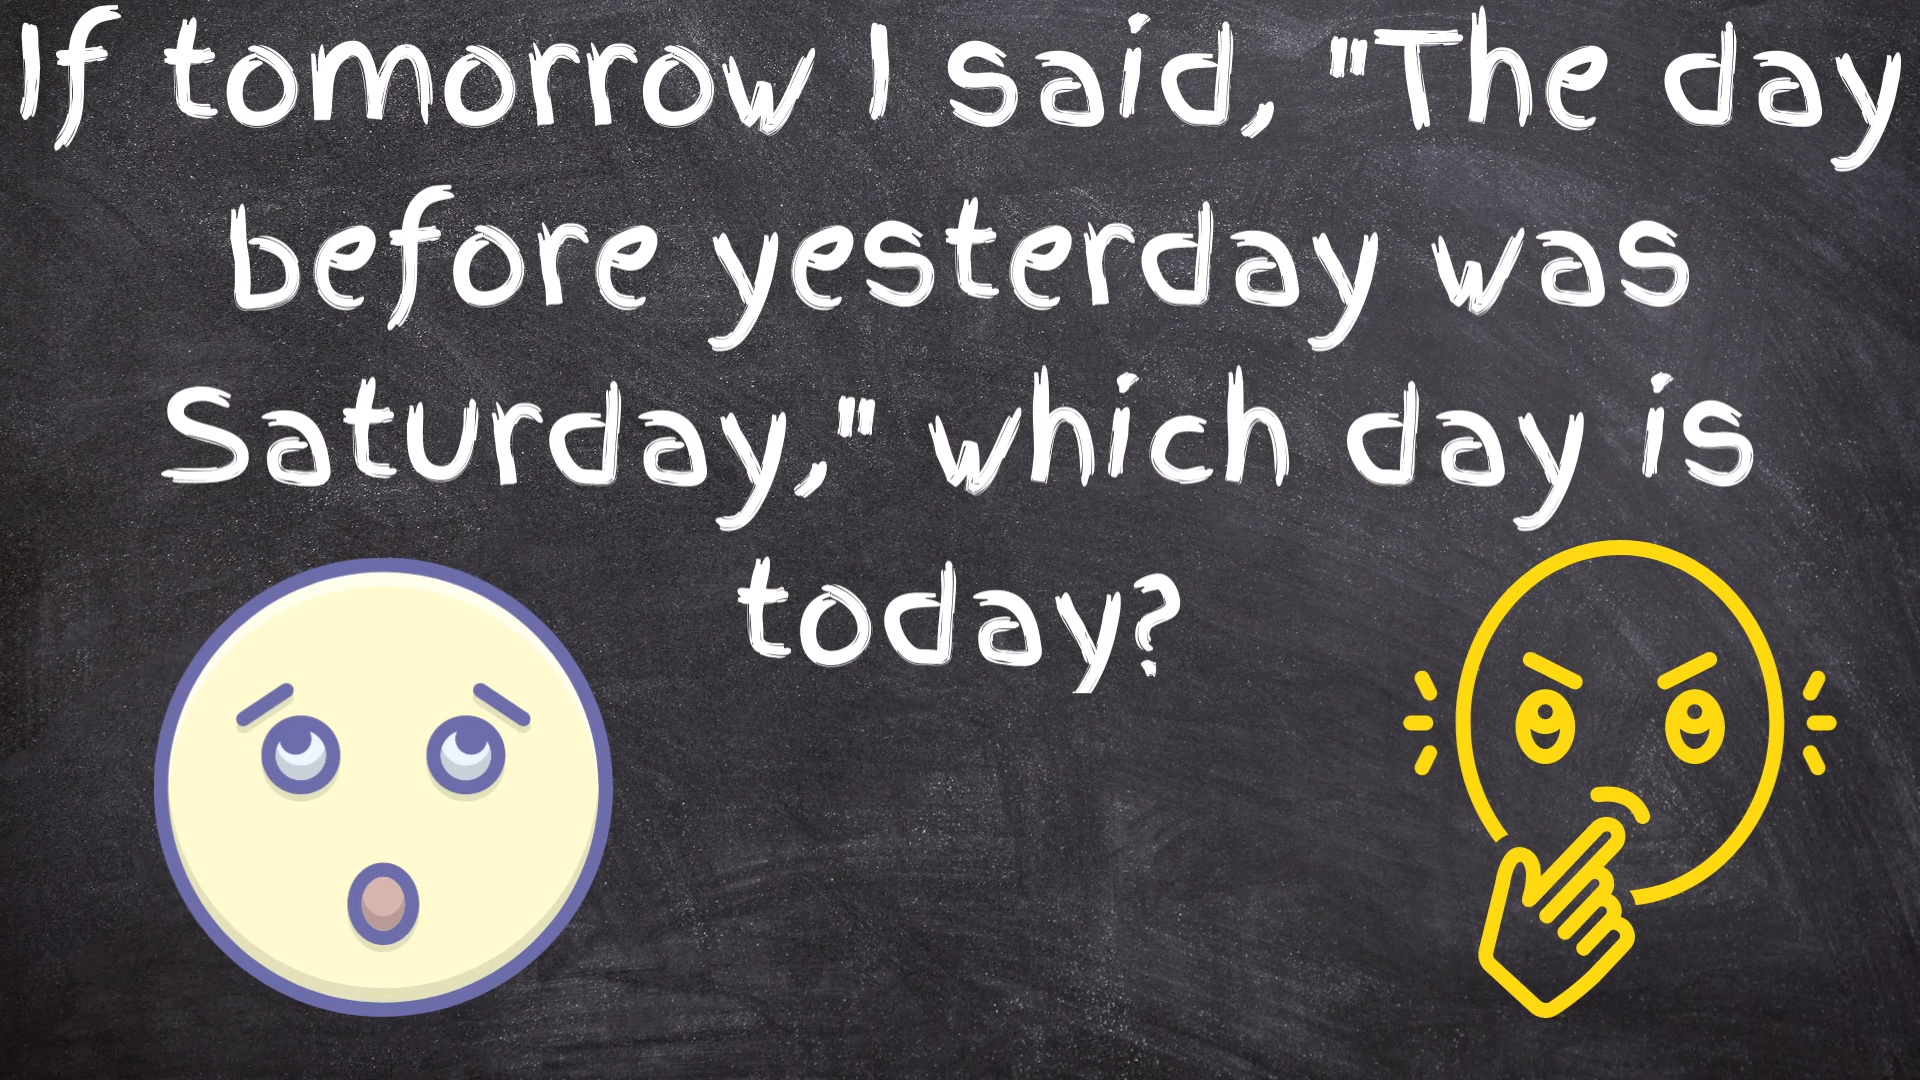 If tomorrow I said, "The day
before yesterday was
Saturday," which day is
today?